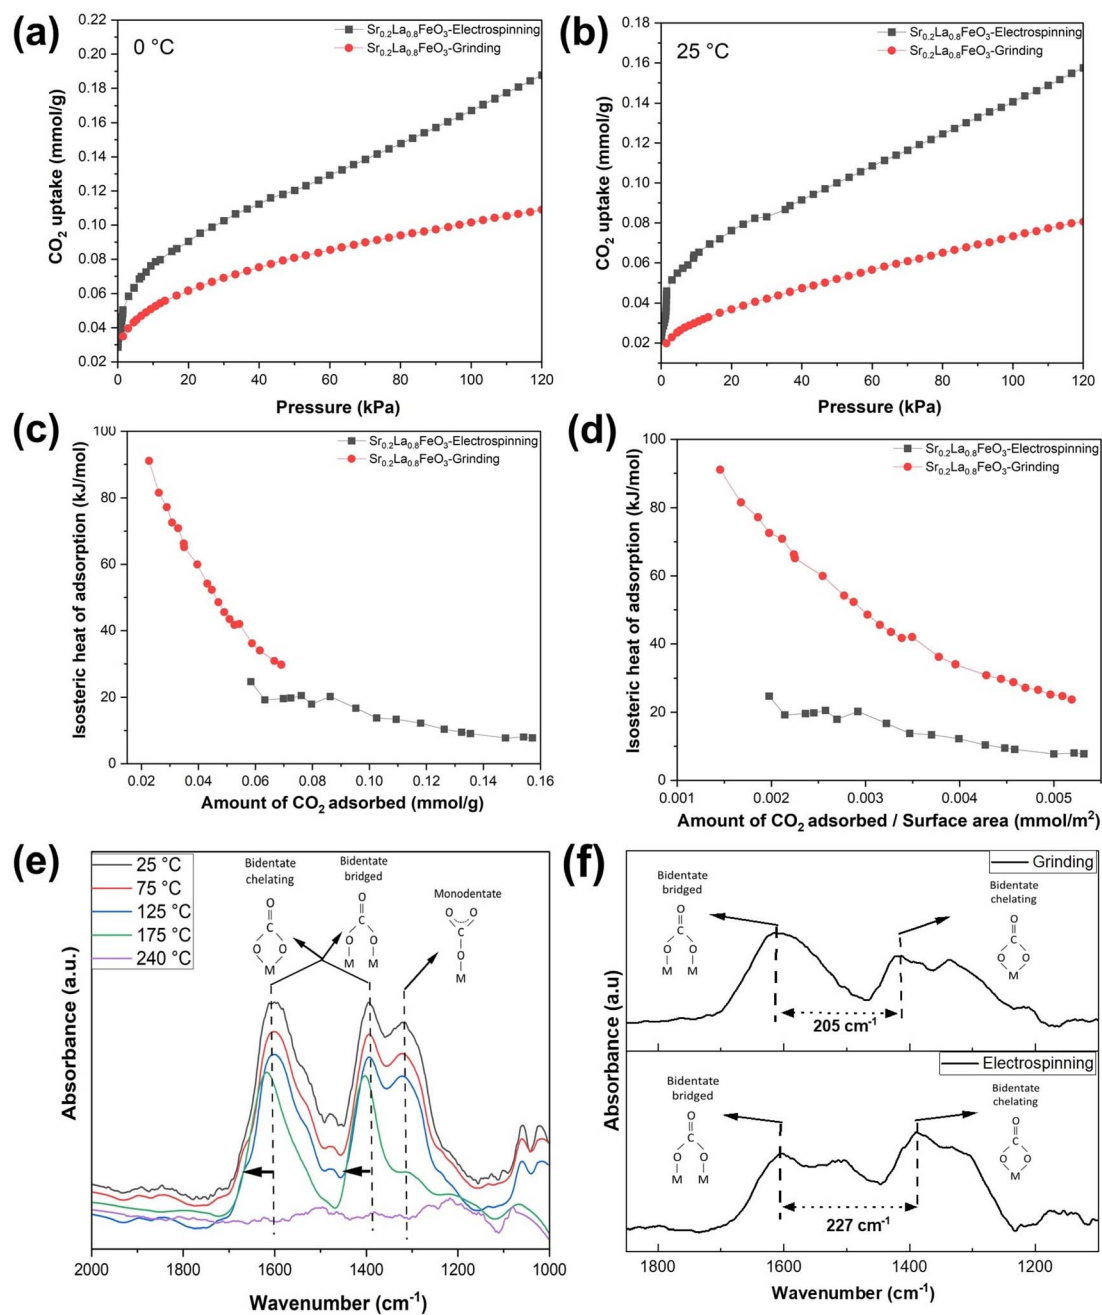 (a)
0 °C
Sr0.2La0.8FeO3-Electrospinning
Sr0.2La0.8FeO3-Grinding
0.22
0.20
0.18
0.16
0.14
0.12
0.10
0.08
0.06
0.04
0.02
CO2 uptake (mmol/g)
0 20 40 60 80 100 120
Pressure (kPa)
(b)
25 °C
Sr0.2La0.8FeO3-Electrospinning
Sr0.2La0.8FeO3-Grinding
0.18
0.16
0.14
0.12
0.10
0.08
0.06
0.04
0.02
CO2 uptake (mmol/g)
0 20 40 60 80 100 120
Pressure (kPa)
(c)
Sr0.2La0.8FeO3-Electrospinning
Sr0.2La0.8FeO3-Grinding
100
80
60
40
20
0
Isosteric heat of adsorption (kJ/mol)
0.02 0.04 0.06 0.08 0.10 0.12 0.14 0.16
Amount of CO2 adsorbed (mmol/g)
(d)
Sr0.2La0.8FeO3-Electrospinning
Sr0.2La0.8FeO3-Grinding
100
80
60
40
20
0
Isosteric heat of adsorption (kJ/mol)
0.001 0.002 0.003 0.004 0.005
Amount of CO2 adsorbed / Surface area (mmol/m2)
(e)
25 °C
75 °C
125 °C
175 °C
240 °C
Bidentate
chelating
O
C
O O
M
Bidentate
bridged
O
C
O O
M M
Monodentate
O O
C
O
M
Absorbance (a.u.)
2000 1800 1600 1400 1200 1000
Wavenumber (cm-1)
(f)
Grinding
Bidentate
bridged
O
C
O O
M M
Bidentate
chelating
O
C
O O
M
205 cm-1
Electrospinning
Bidentate
bridged
O
C
O O
M M
Bidentate
chelating
O
C
O O
M
227 cm-1
Absorbance (a.u)
1800 1600 1400 1200
Wavenumber (cm-1)